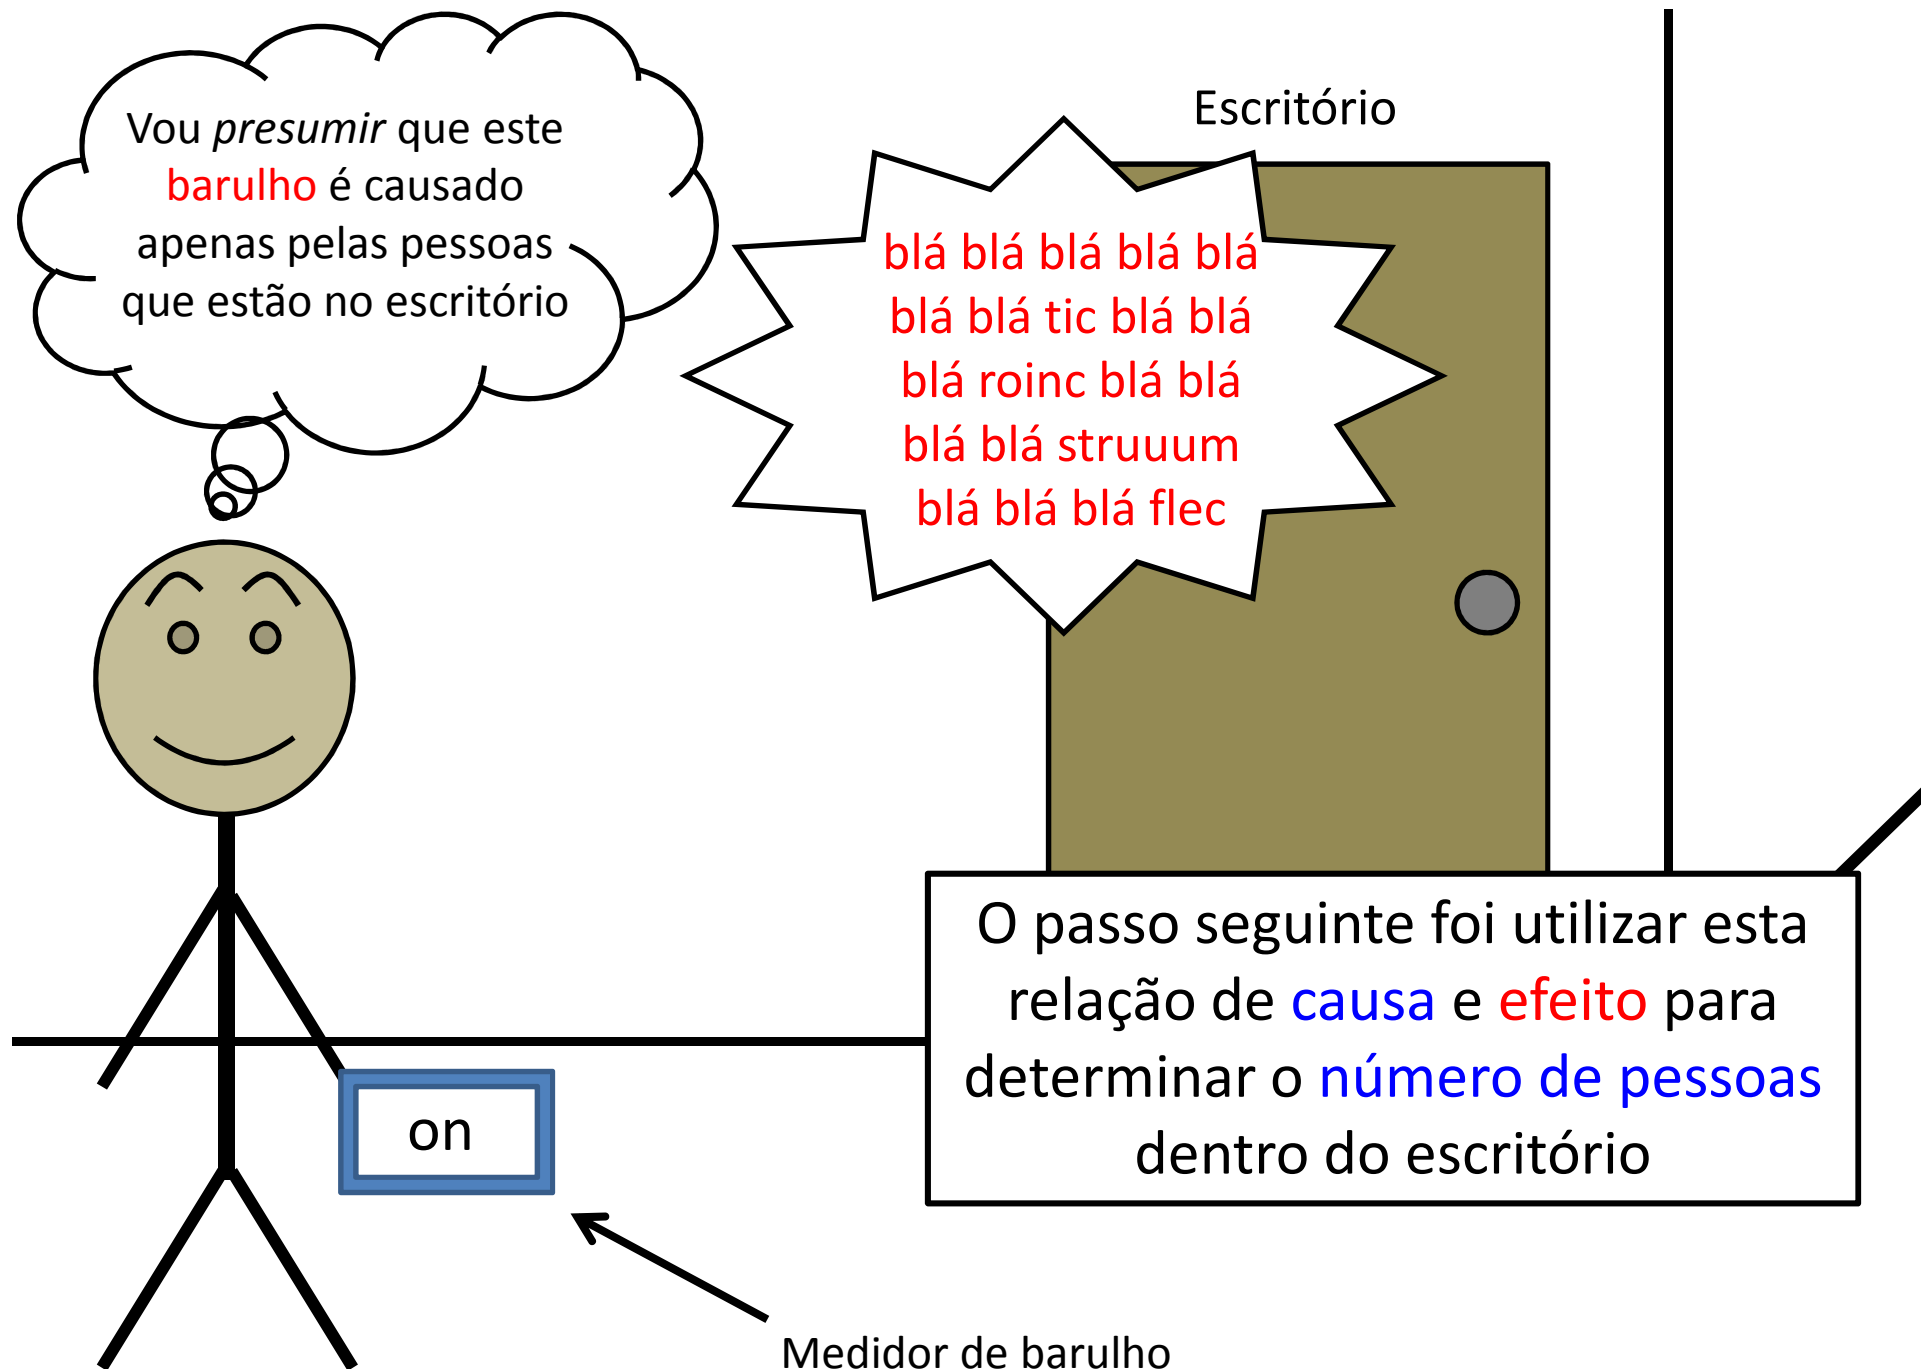 Vou presumir que este
barulho é causado
apenas pelas pessoas
que estão no escritório
Escritório
blá blá blá blá blá
blá blá tic blá blá
blá roinc blá blá
blá blá struuum
blá blá blá flec
on
O passo seguinte foi utilizar esta
relação de causa e efeito para
determinar o número de pessoas
dentro do escritório
Medidor de barulho